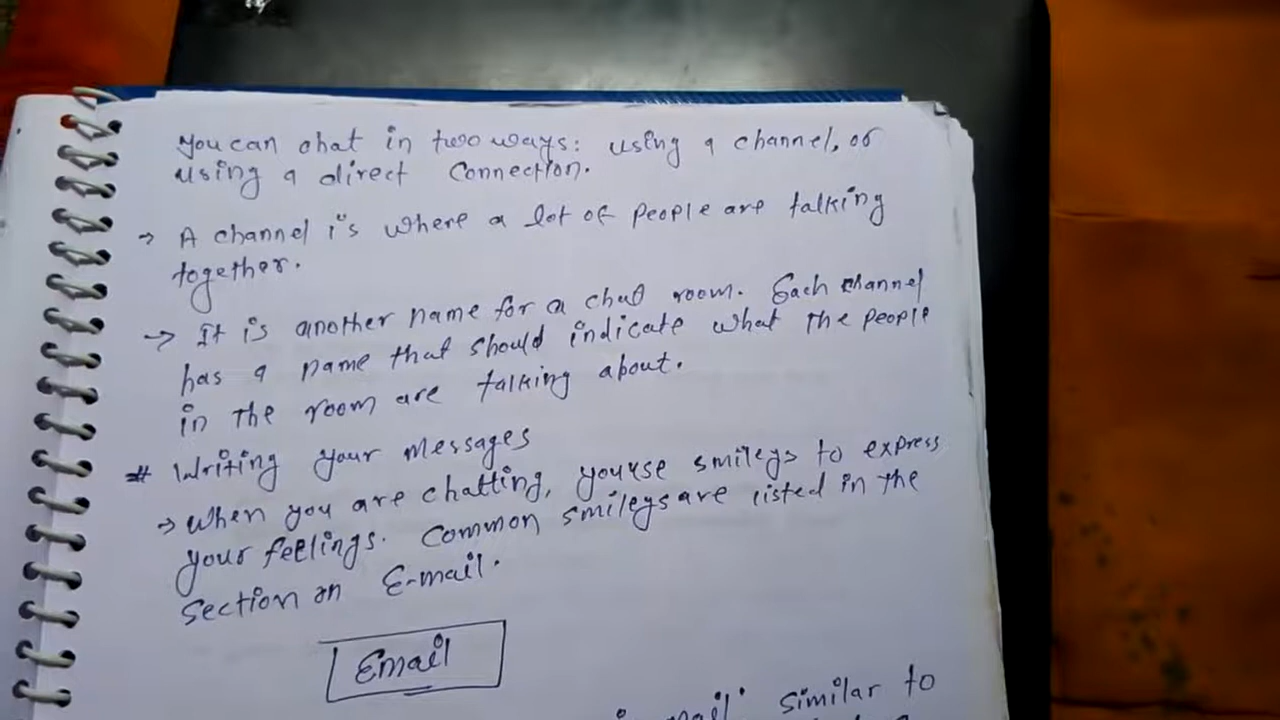 you can chat in two ways: using a channel, or
using a direct connection.
→ A channel is where a lot of people are talking
together.
→ It is another name for a chat room. Each channel
has a name that should indicate what the people
in the room are talking about.
# Writing your messages
→ When you are chatting, you use smileys to express
your feelings. Common smileys are listed in the
section on E-mail.
Email
mail' similar to